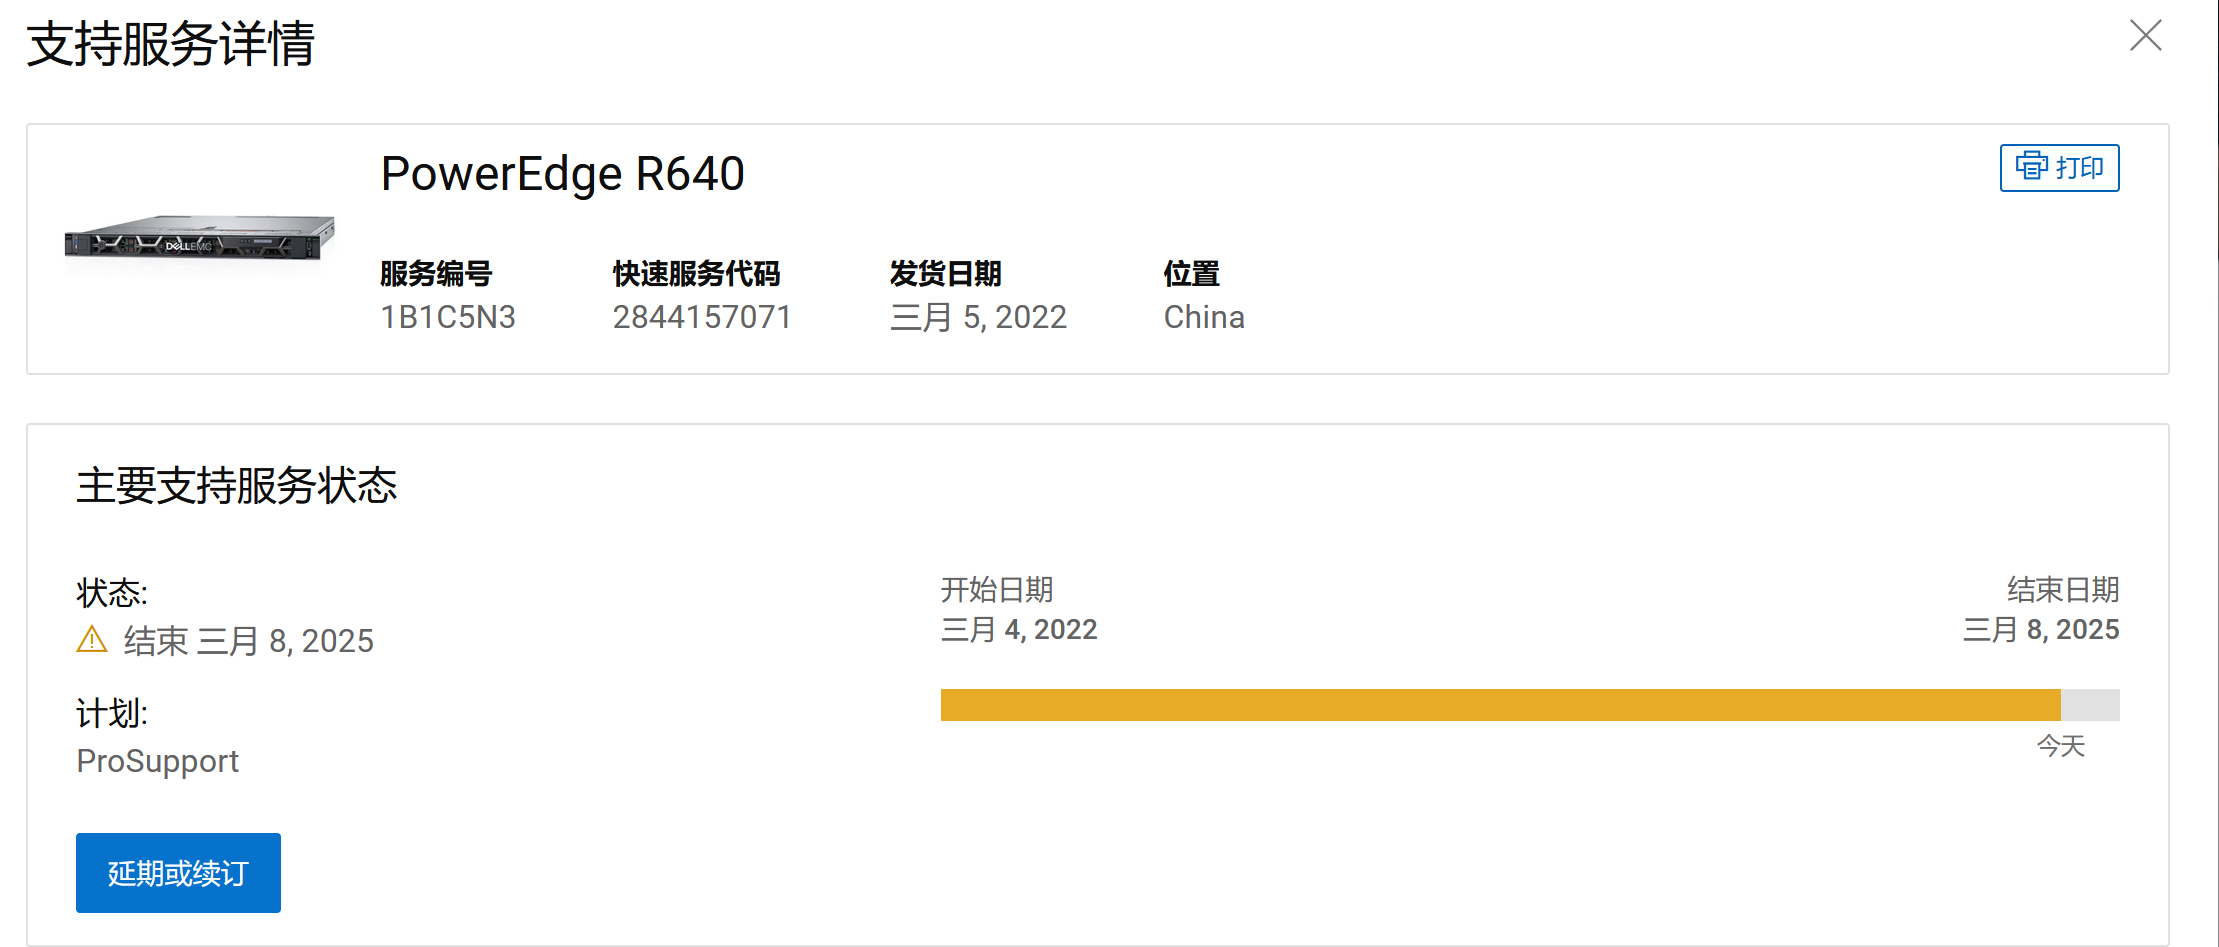 支持服务详情
PowerEdge R640
打印
DELLEMC
服务编号 快速服务代码 发货日期 位置
1B1C5N3 2844157071 三月 5, 2022 China
主要支持服务状态
状态: 开始日期 结束日期
结束 三月 8, 2025 三月 4, 2022 三月 8, 2025
计划: 今天
ProSupport
延期或续订